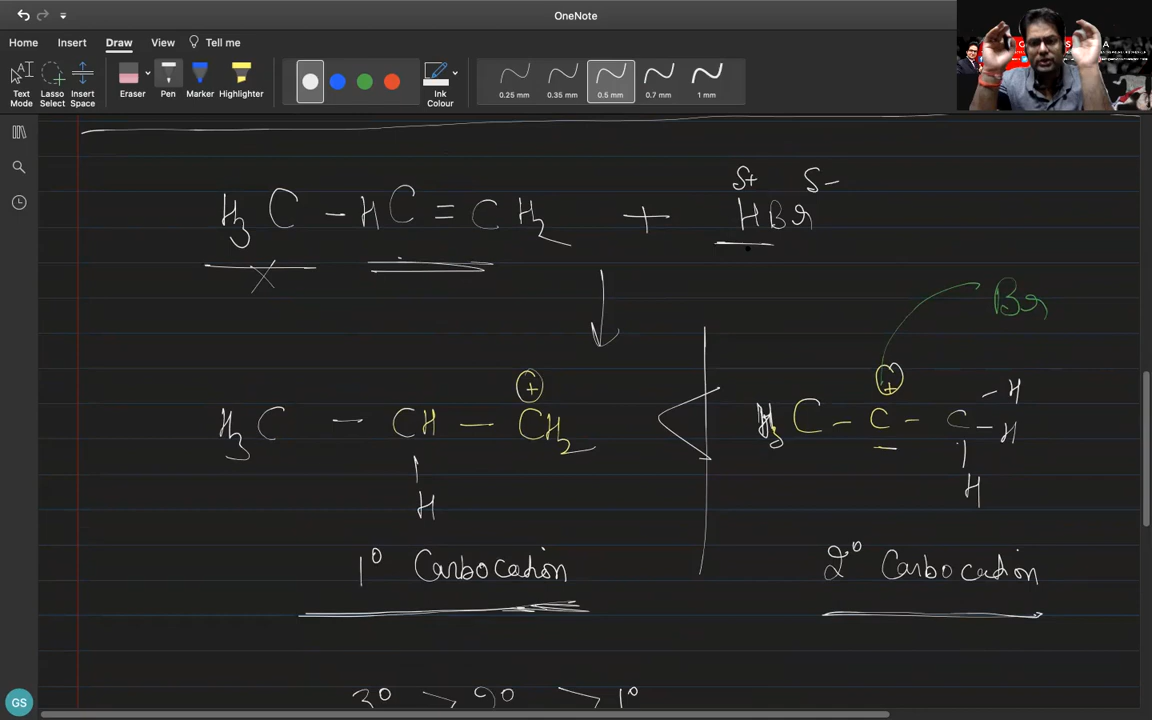 OneNote
Home Insert Draw View Tell me
Text Mode Lasso Select Insert Space Eraser Pen Marker Highlighter Ink Colour 0.25 mm 0.35 mm 0.5 mm 0.7 mm 1 mm
δ+ δ-
H3C - HC = CH2 + HBr
Br
+ +
H3C - CH - CH2 < H3C - C - C - H
- H
H H
1° Carbocation 2° Carbocation
3° > 2° > 1°
GS